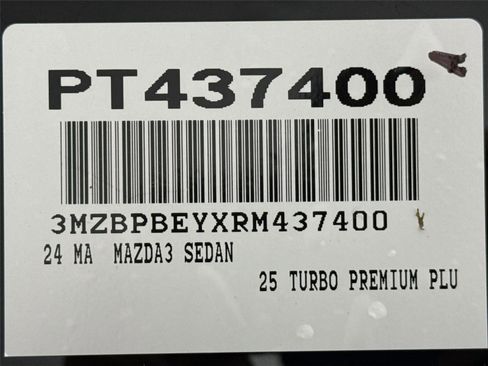 PT437400
3MZBPBEYXRM437400
24 MA MAZDA3 SEDAN
25 TURBO PREMIUM PLU